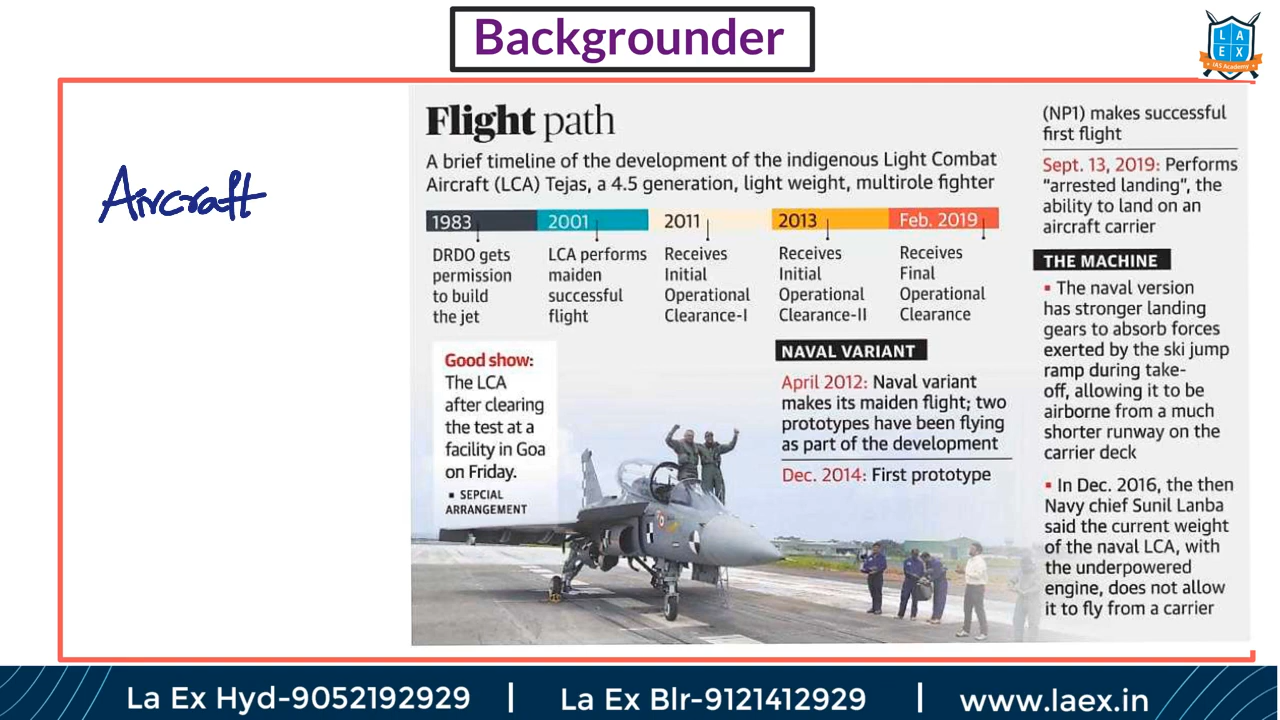 Backgrounder
L A
E X
IAS Academy
Aircraft
Flight path
A brief timeline of the development of the indigenous Light Combat
Aircraft (LCA) Tejas, a 4.5 generation, light weight, multirole fighter
1983
DRDO gets
permission
to build
the jet
2001
LCA performs
maiden
successful
flight
2011
Receives
Initial
Operational
Clearance-I
2013
Receives
Initial
Operational
Clearance-II
Feb. 2019
Receives
Final
Operational
Clearance
Good show:
The LCA
after clearing
the test at a
facility in Goa
on Friday.
▪ SEPCIAL
ARRANGEMENT
NAVAL VARIANT
April 2012: Naval variant
makes its maiden flight; two
prototypes have been flying
as part of the development
Dec. 2014: First prototype
(NP1) makes successful
first flight
Sept. 13, 2019: Performs
“arrested landing”, the
ability to land on an
aircraft carrier
THE MACHINE
▪ The naval version
has stronger landing
gears to absorb forces
exerted by the ski jump
ramp during take-
off, allowing it to be
airborne from a much
shorter runway on the
carrier deck
▪ In Dec. 2016, the then
Navy chief Sunil Lanba
said the current weight
of the naval LCA, with
the underpowered
engine, does not allow
it to fly from a carrier
La Ex Hyd-9052192929 | La Ex Blr-9121412929 | www.laex.in